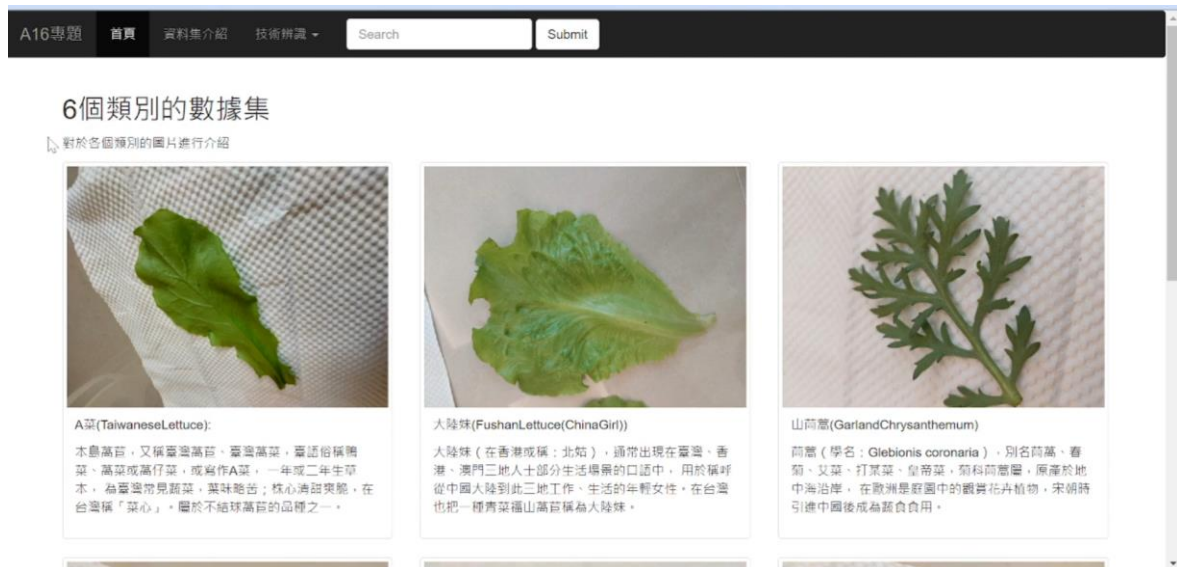 A16專題 首頁 資料集介紹 技術辨識 Search Submit
6個類別的數據集
對於各個類別的圖片進行介紹
A菜(TaiwaneseLettuce):
本島萵苣，又稱臺灣萵苣、臺灣萵菜，臺語俗稱鴨
菜、萵菜或萵仔菜，或寫作A菜， 一年或二年生草
本， 為臺灣常見蔬菜，菜味略苦；株心清甜爽脆，在
台灣稱「菜心」。屬於不結球萵苣的品種之一。
大陸妹(FushanLettuce(ChinaGirl))
大陸妹（在香港或稱：北姑），通常出現在臺灣、香
港、澳門三地人士部分生活場景的口語中， 用於稱呼
從中國大陸到此三地工作、生活的年輕女性。在台灣
也把一種青菜福山萵苣稱為大陸妹。
山茼蒿(GarlandChrysanthemum)
茼蒿（學名：Glebionis coronaria），別名茼蒿、春
菊、艾菜、打某菜、皇帝菜，菊科茼蒿屬，原產於地
中海沿岸， 在歐洲是庭園中的觀賞花卉植物，宋朝時
引進中國後成為蔬食食用。